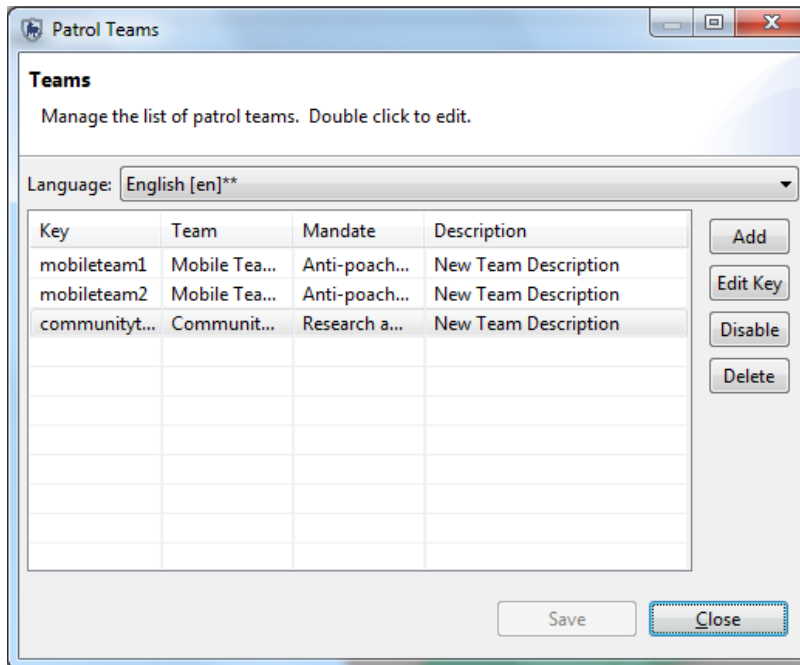 Patrol Teams
Teams
Manage the list of patrol teams.  Double click to edit.
Language: English [en]**
Key Team Mandate Description
mobileteam1 Mobile Tea... Anti-poach... New Team Description
mobileteam2 Mobile Tea... Anti-poach... New Team Description
communityt... Communit... Research a... New Team Description
Add
Edit Key
Disable
Delete
Save Close